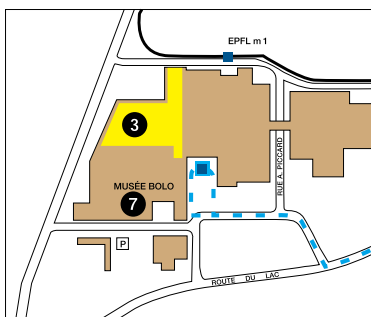 EPFL m 1
3
RUE A. PICCARD
MUSÉE BOLO
7
P
ROUTE DU LAC